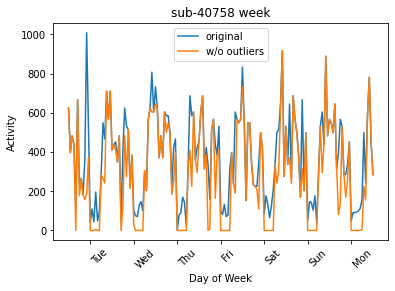 sub-40758 week
original
w/o outliers
Activity
1000
800
600
400
200
0
Tue
Wed
Thu
Fri
Sat
Sun
Mon
Day of Week